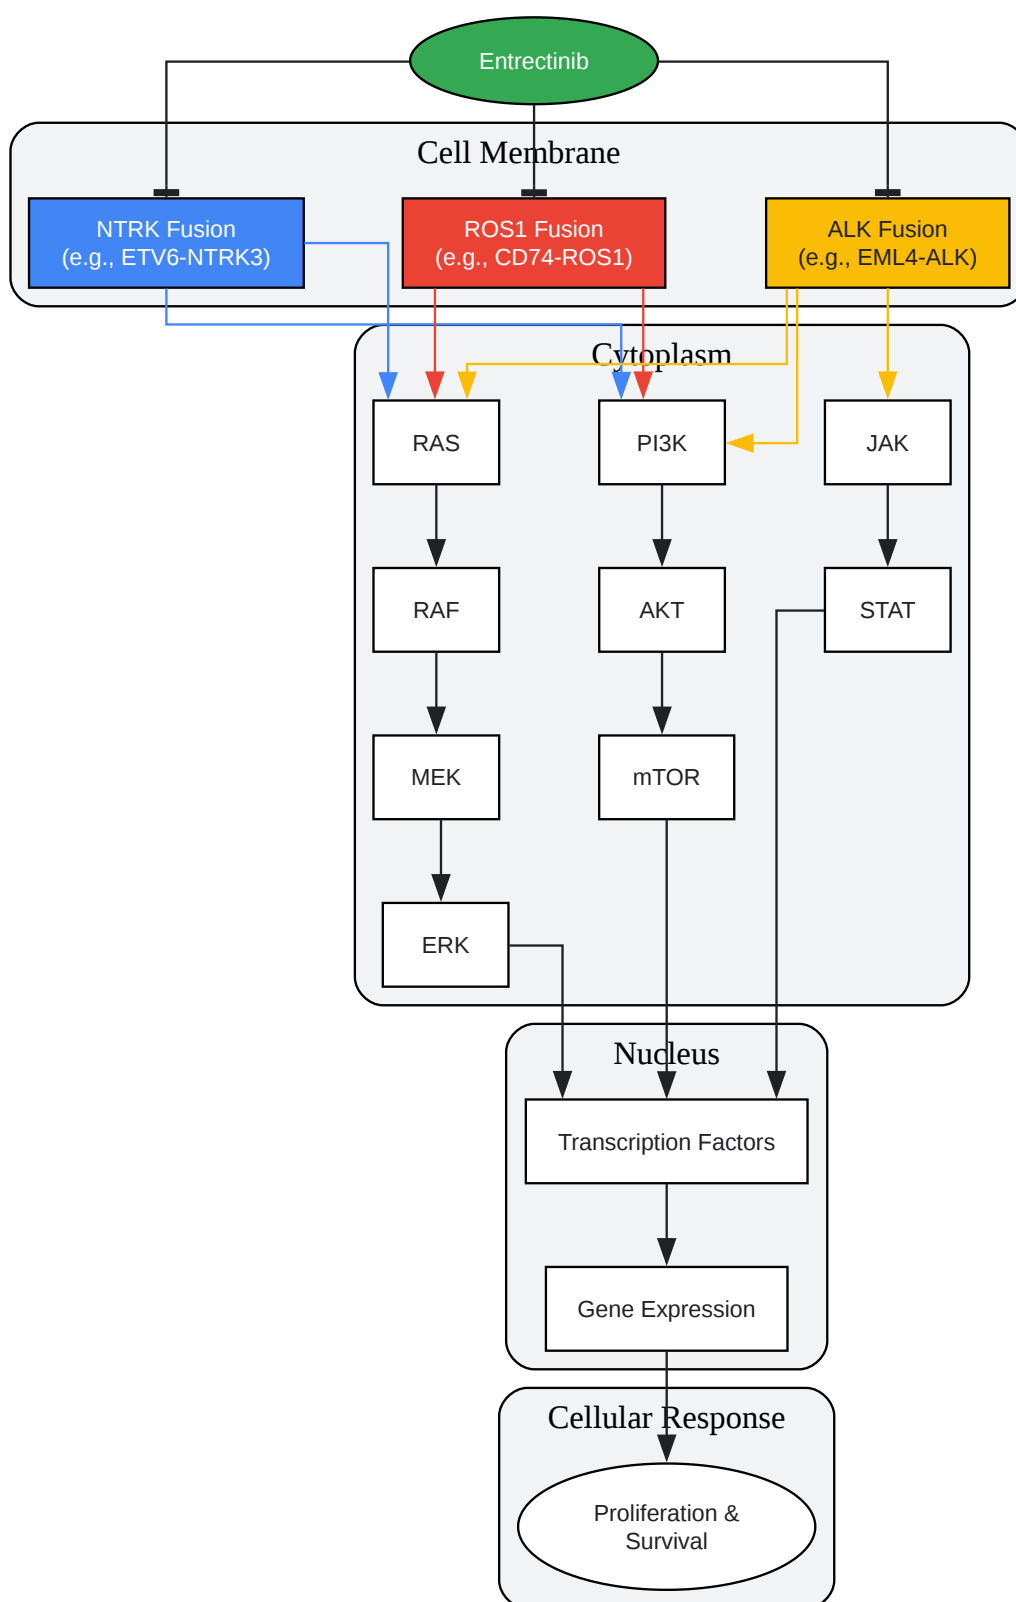 Entrectinib
Cell Membrane
NTRK Fusion
(e.g., ETV6-NTRK3)
ROS1 Fusion
(e.g., CD74-ROS1)
ALK Fusion
(e.g., EML4-ALK)
Cytoplasm
RAS
PI3K
JAK
RAF
AKT
STAT
MEK
mTOR
ERK
Nucleus
Transcription Factors
Gene Expression
Cellular Response
Proliferation &
Survival